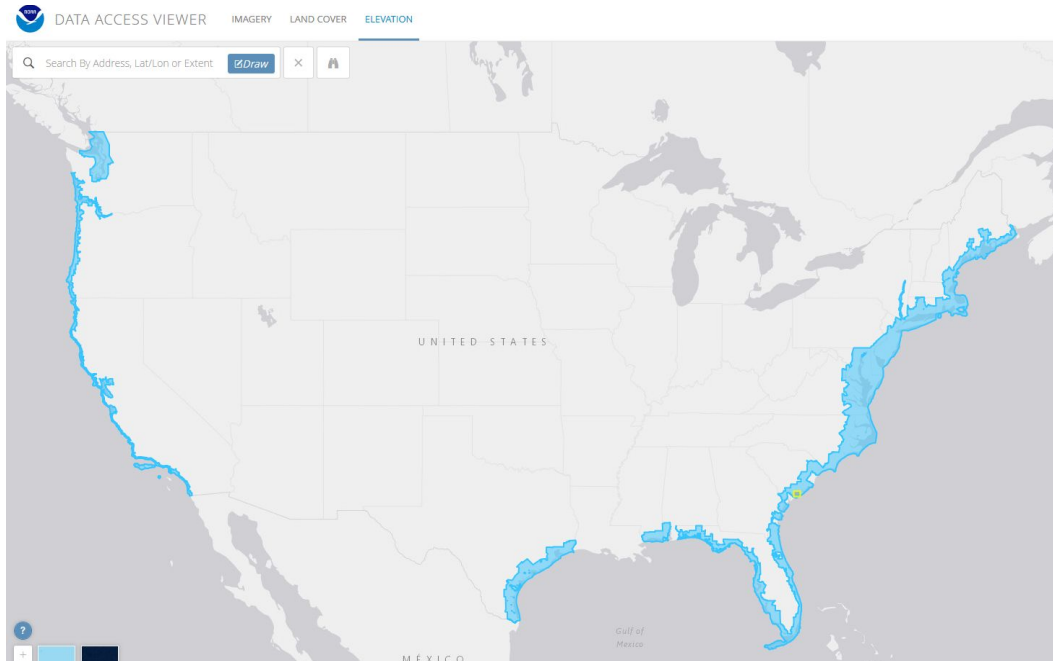 NOAA
DATA ACCESS VIEWER
IMAGERY
LAND COVER
ELEVATION
Search By Address, Lat/Lon or Extent
Draw
UNITED STATES
Gulf of
Mexico
?
+
MÉXICO